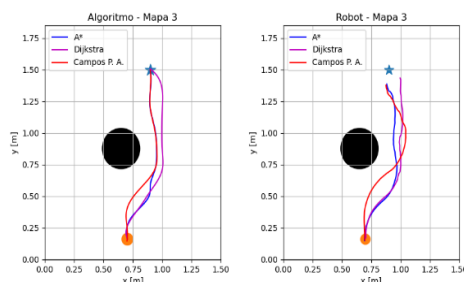 Algoritmo - Mapa 3
A*
Dijkstra
Campos P. A.
y [m]
1.75
1.50
1.25
1.00
0.75
0.50
0.25
0.00
0.00 0.25 0.50 0.75 1.00 1.25 1.50
x [m]
Robot - Mapa 3
A*
Dijkstra
Campos P. A.
y [m]
1.75
1.50
1.25
1.00
0.75
0.50
0.25
0.00
0.00 0.25 0.50 0.75 1.00 1.25 1.50
x [m]